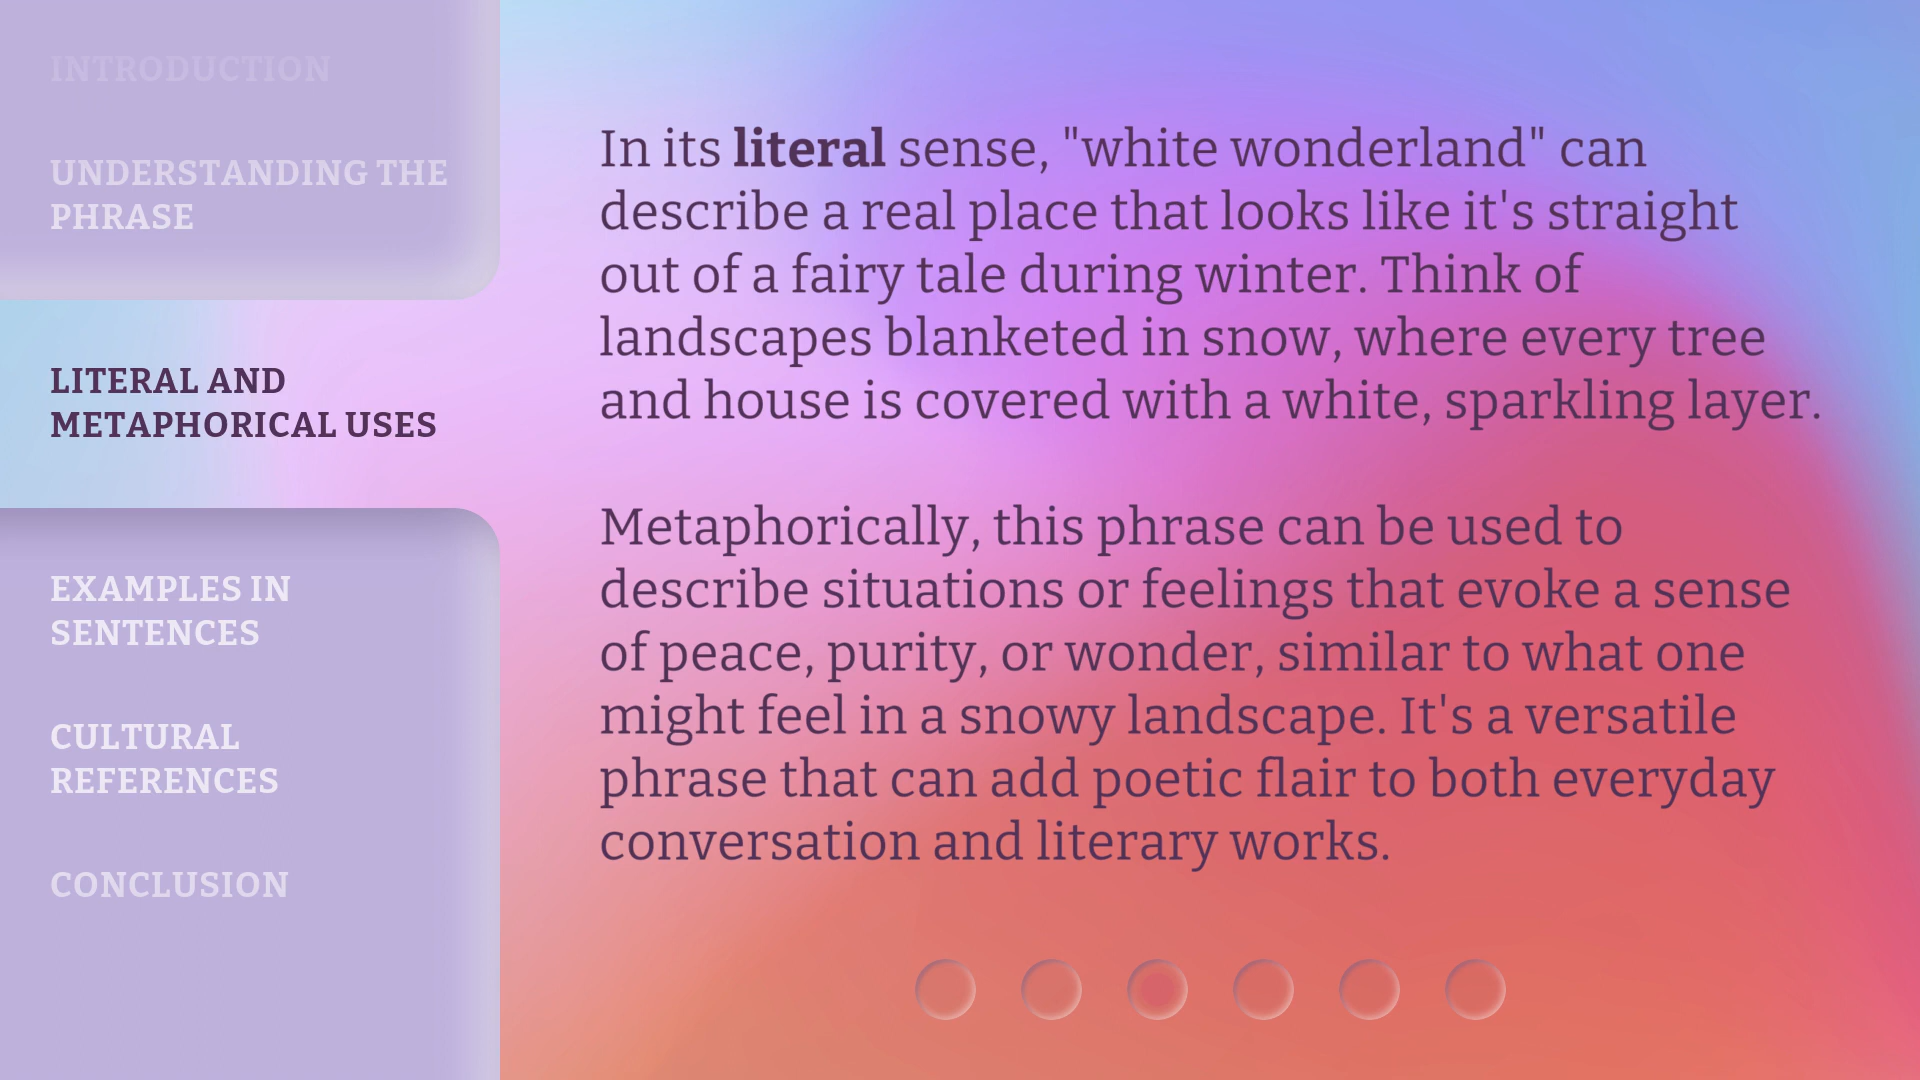 INTRODUCTION
UNDERSTANDING THE
PHRASE
LITERAL AND
METAPHORICAL USES
EXAMPLES IN
SENTENCES
CULTURAL
REFERENCES
CONCLUSION
In its literal sense, "white wonderland" can
describe a real place that looks like it's straight
out of a fairy tale during winter. Think of
landscapes blanketed in snow, where every tree
and house is covered with a white, sparkling layer.
Metaphorically, this phrase can be used to
describe situations or feelings that evoke a sense
of peace, purity, or wonder, similar to what one
might feel in a snowy landscape. It's a versatile
phrase that can add poetic flair to both everyday
conversation and literary works.